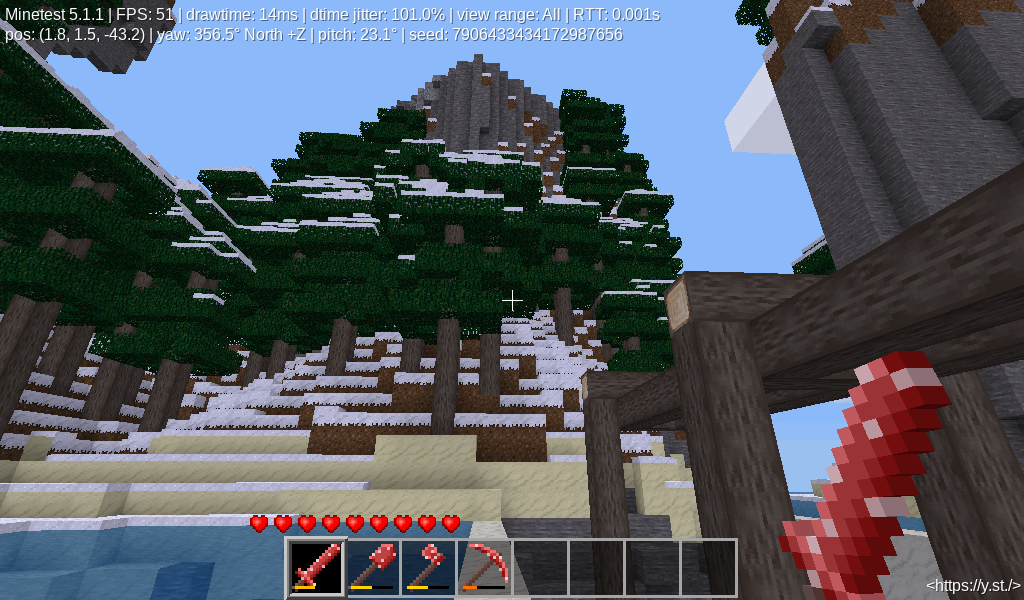 Minetest 5.1.1 | FPS: 51 | drawtime: 14ms | dtime jitter: 101.0% | view range: All | RTT: 0.001s
pos: (1.8, 1.5, -43.2) | yaw: 356.5° North +Z | pitch: 23.1° | seed: 7906433434172987656
<https://y.st./>